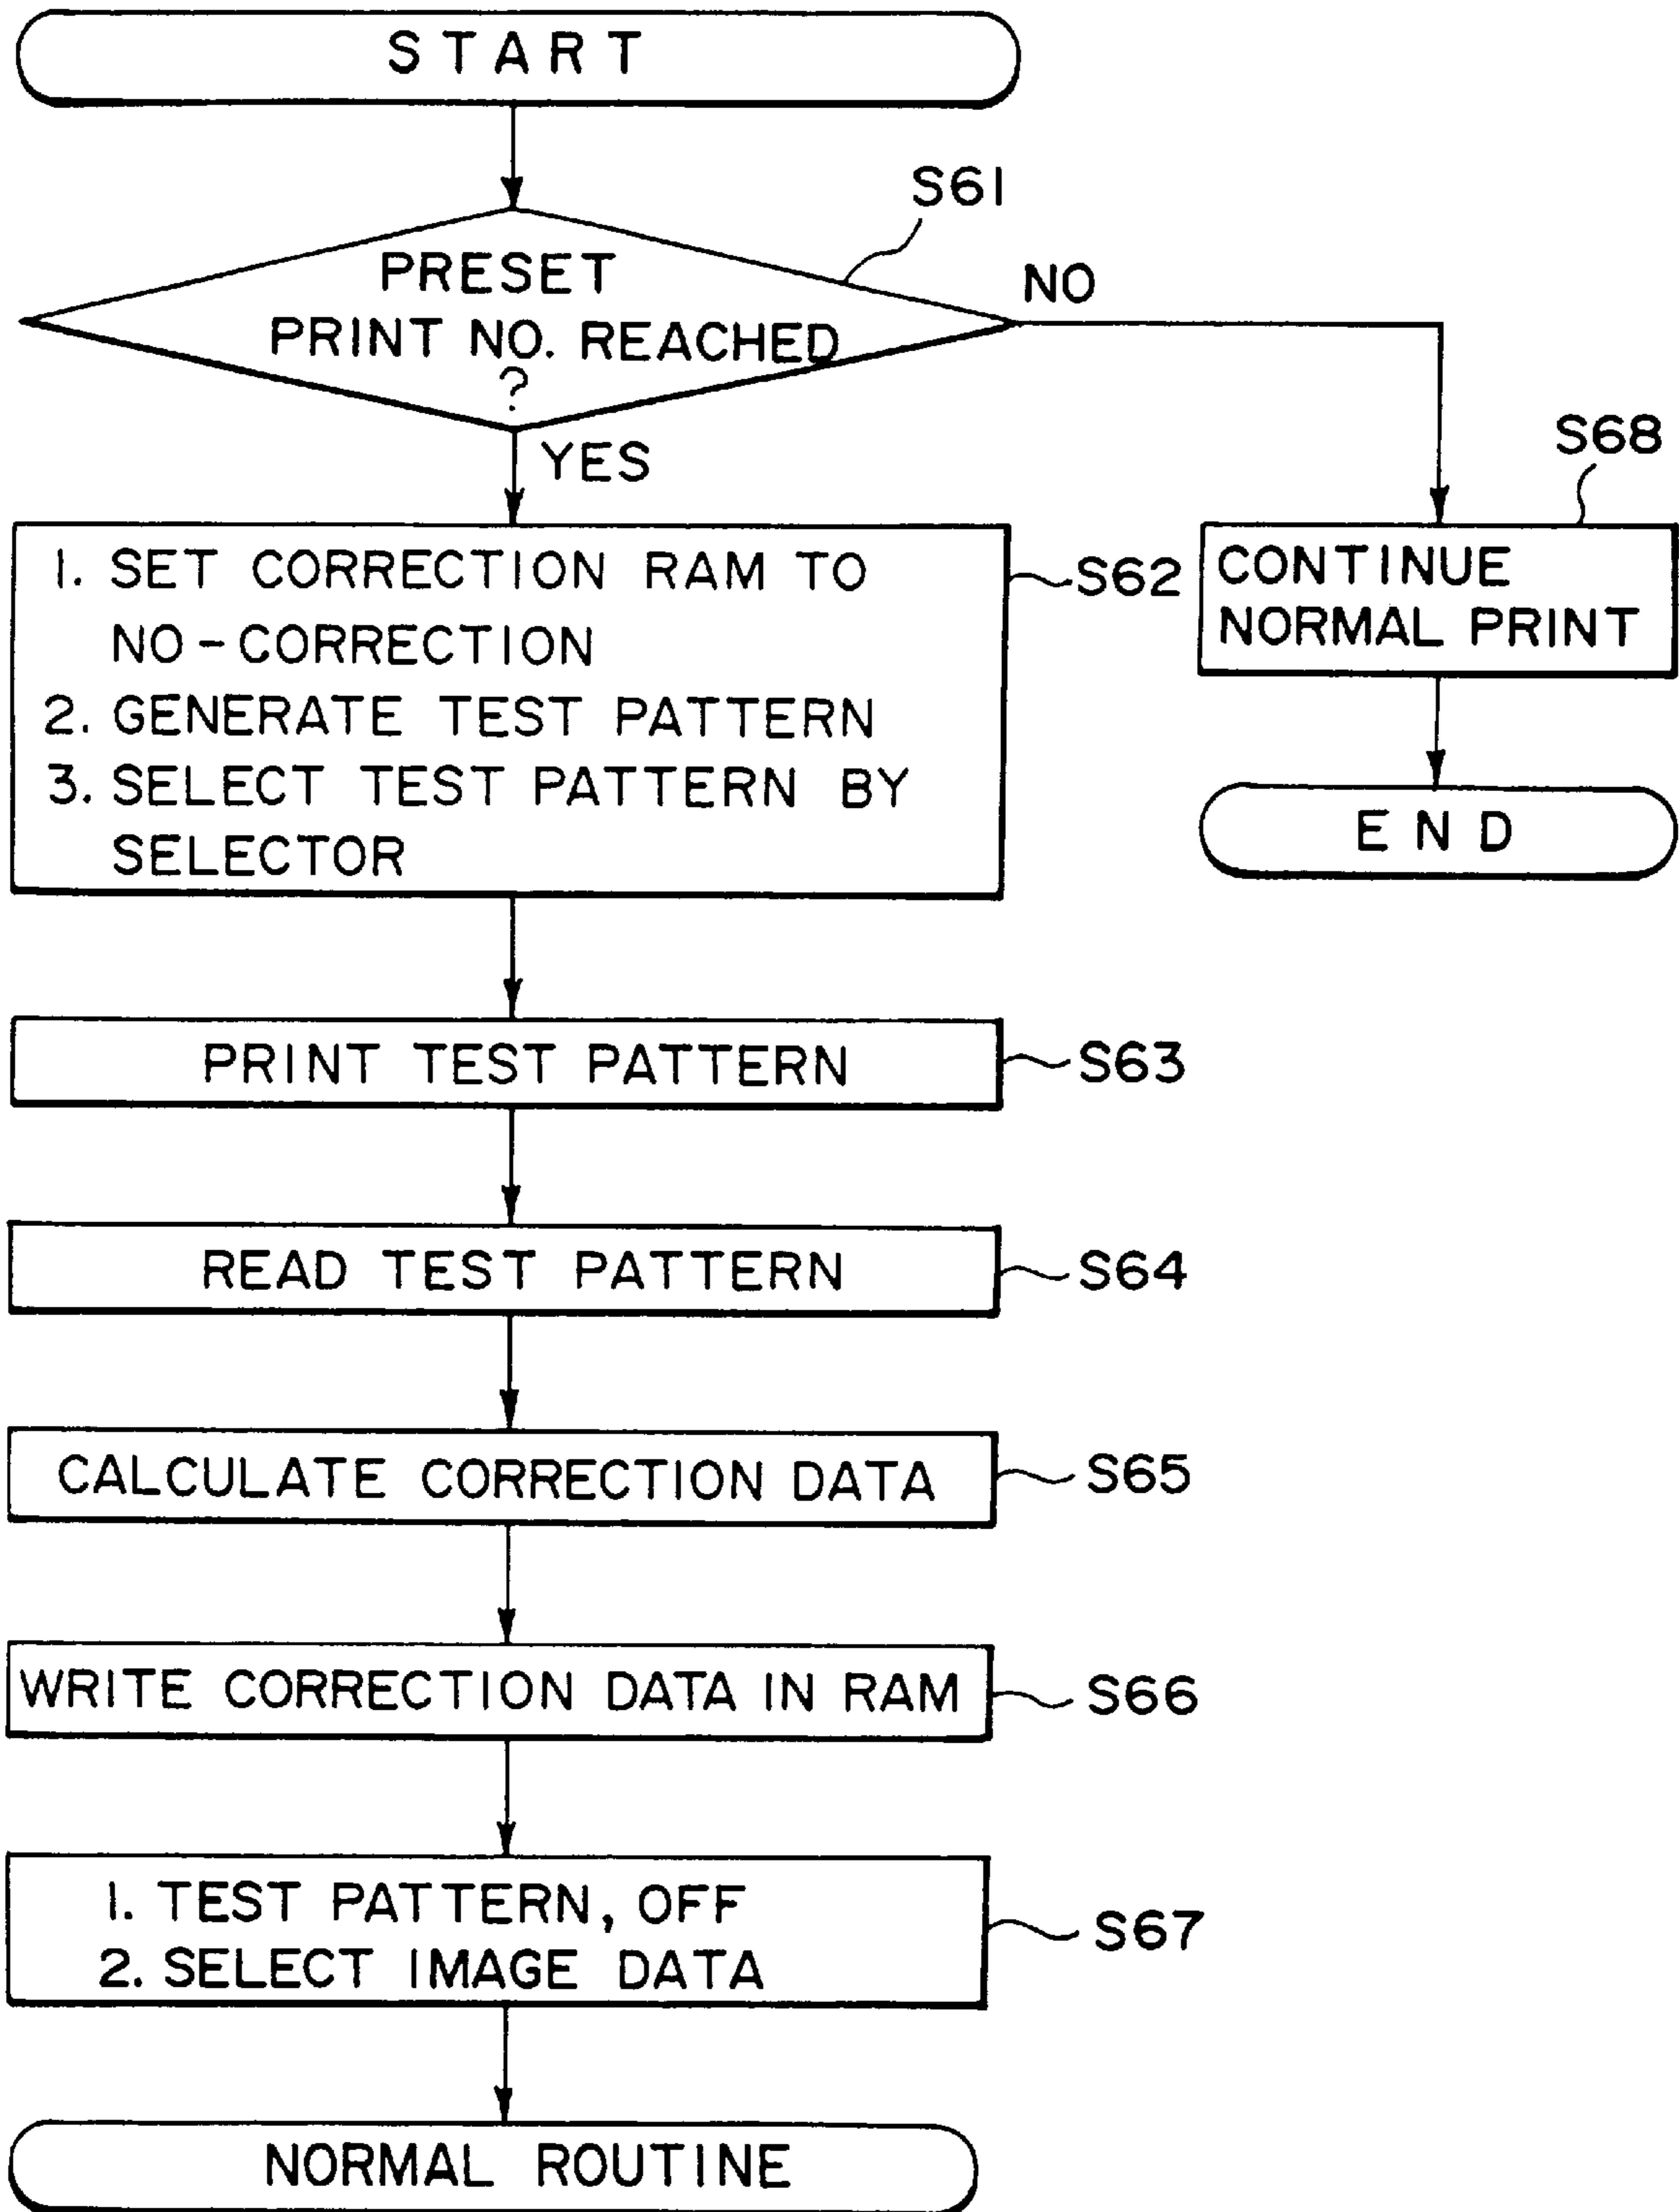 START
S61
PRESET
NO
PRINT NO. REACHED
?
YES
S68
1. SET CORRECTION RAM TO
NO-CORRECTION
2. GENERATE TEST PATTERN
3. SELECT TEST PATTERN BY
SELECTOR
S62
CONTINUE
NORMAL PRINT
END
PRINT TEST PATTERN
S63
READ TEST PATTERN
S64
CALCULATE CORRECTION DATA
S65
WRITE CORRECTION DATA IN RAM
S66
1. TEST PATTERN, OFF
2. SELECT IMAGE DATA
S67
NORMAL ROUTINE